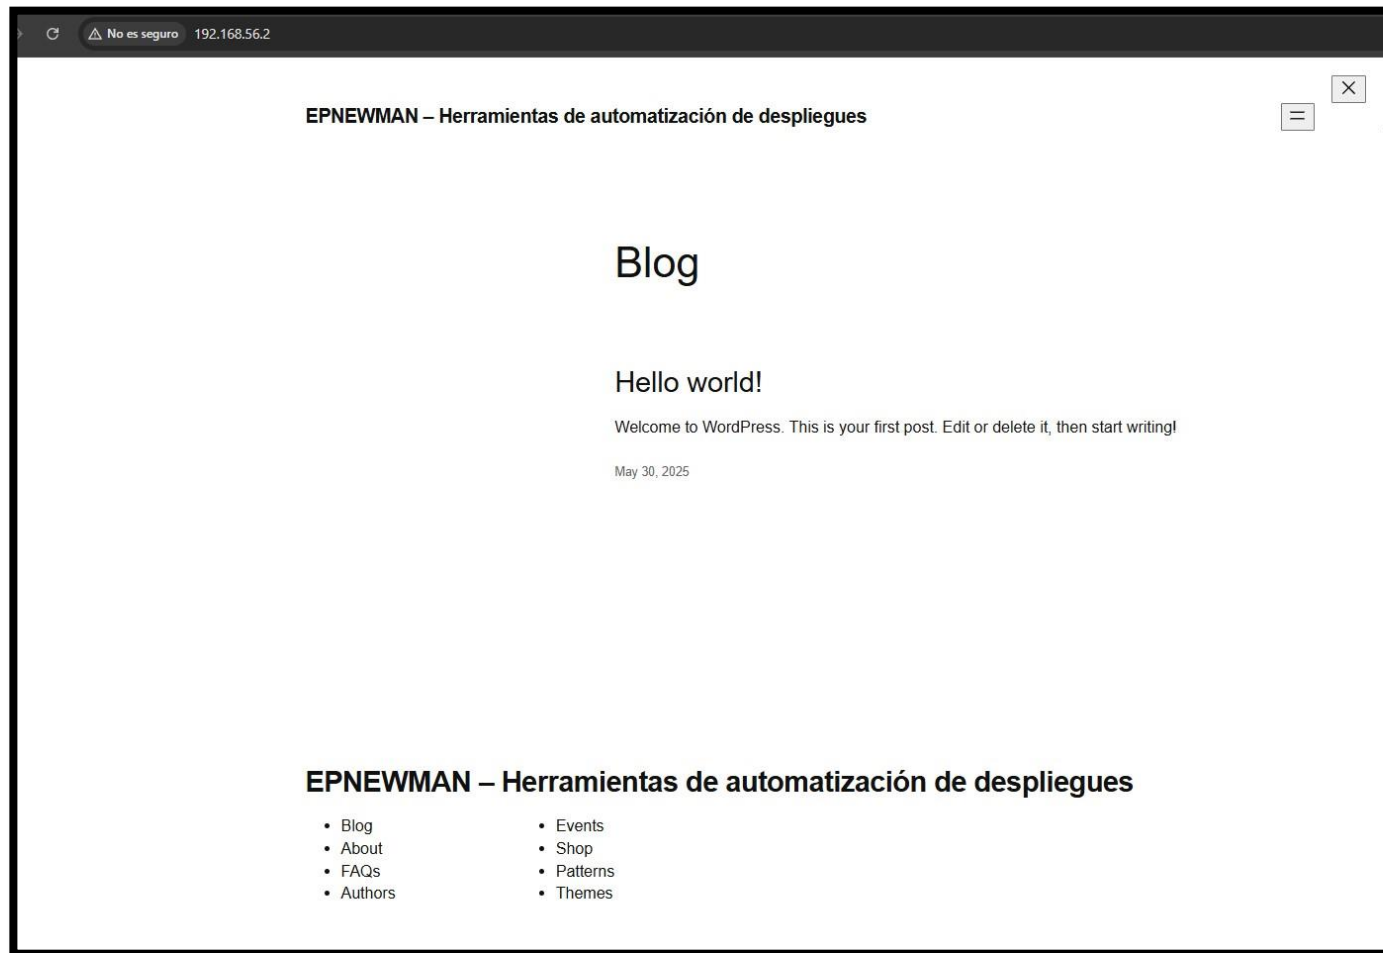 No es seguro 192.168.56.2
EPNEWMAN – Herramientas de automatización de despliegues
Blog
Hello world!
Welcome to WordPress. This is your first post. Edit or delete it, then start writing!
May 30, 2025
EPNEWMAN – Herramientas de automatización de despliegues
Blog
About
FAQs
Authors
Events
Shop
Patterns
Themes